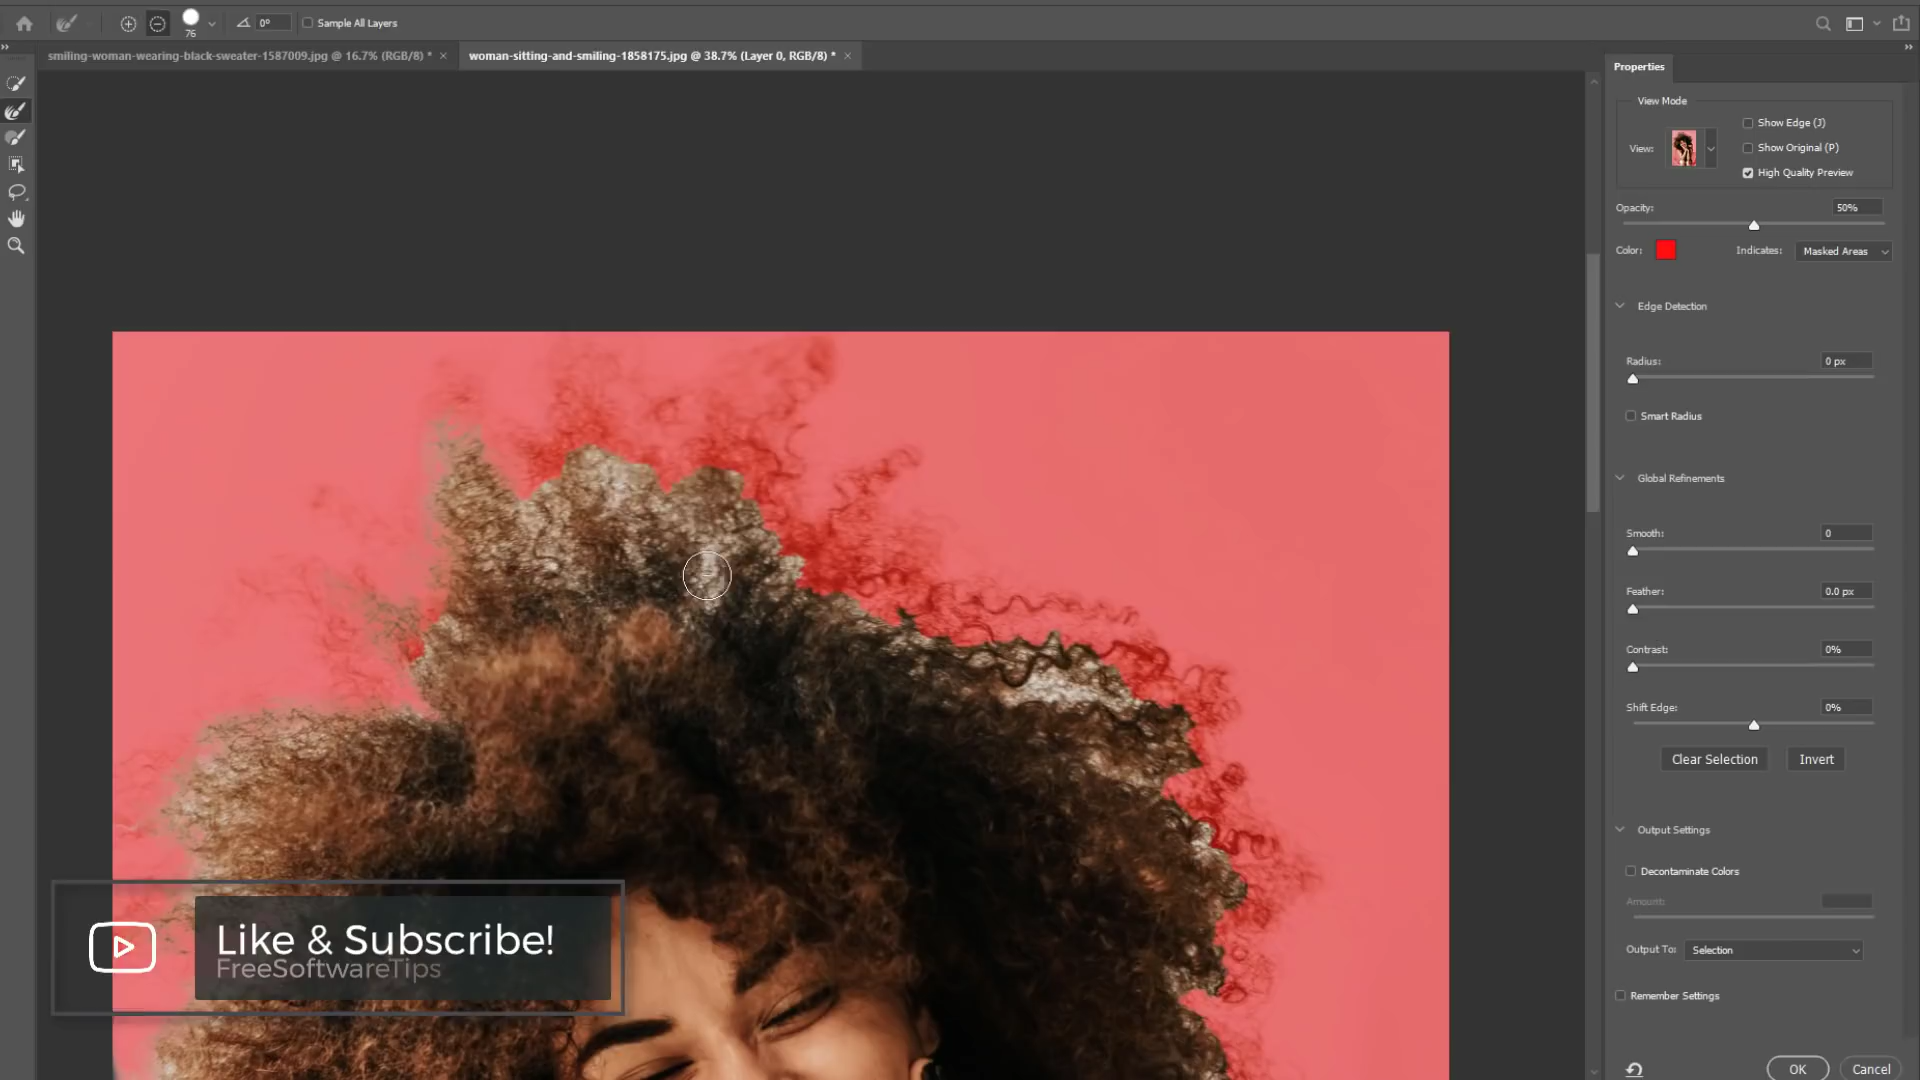 76
0°
Sample All Layers
smiling-woman-wearing-black-sweater-1587009.jpg @ 16.7% (RGB/8) *
woman-sitting-and-smiling-1858175.jpg @ 38.7% (Layer 0, RGB/8) *
Properties
View Mode
View:
Show Edge (J)
Show Original (P)
High Quality Preview
Opacity:
50%
Color:
Indicates:
Masked Areas
Edge Detection
Radius:
0 px
Smart Radius
Global Refinements
Smooth:
0
Feather:
0.0 px
Contrast:
0%
Shift Edge:
0%
Clear Selection
Invert
Output Settings
Decontaminate Colors
Amount:
Output To:
Selection
Remember Settings
OK
Cancel
Like & Subscribe!
FreeSoftwareTips